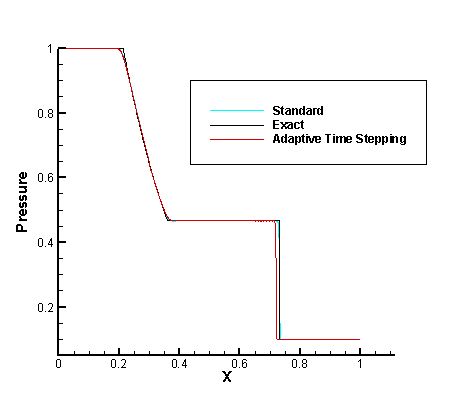 1
0.8
0.6
0.4
0.2
Pressure
Standard
Exact
Adaptive Time Stepping
0 0.2 0.4 0.6 0.8 1
X